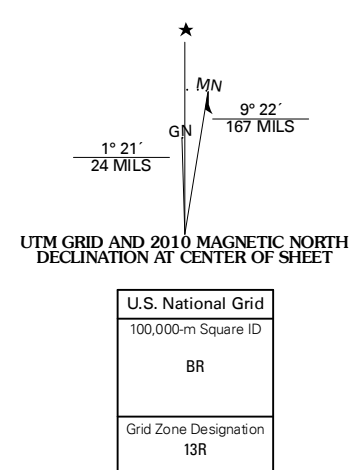 MN
9° 22´
167 MILS
GN
1° 21´
24 MILS
UTM GRID AND 2010 MAGNETIC NORTH
DECLINATION AT CENTER OF SHEET
U.S. National Grid
100,000-m Square ID
BR
Grid Zone Designation
13R